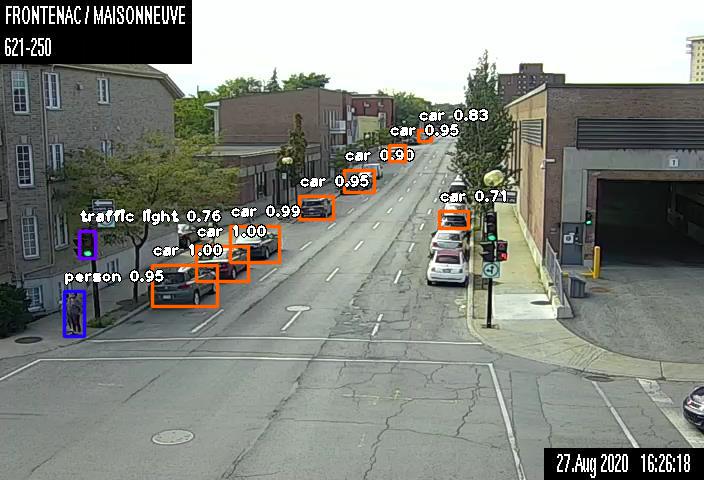 FRONTENAC / MAISONNEUVE
621-250
car 0.83
car 0.95
car 0.90
car 0.95
car 0.71
traffic light 0.76
car 0.99
car 1.00
car 1.00
person 0.95
27.Aug 2020 16:26:18